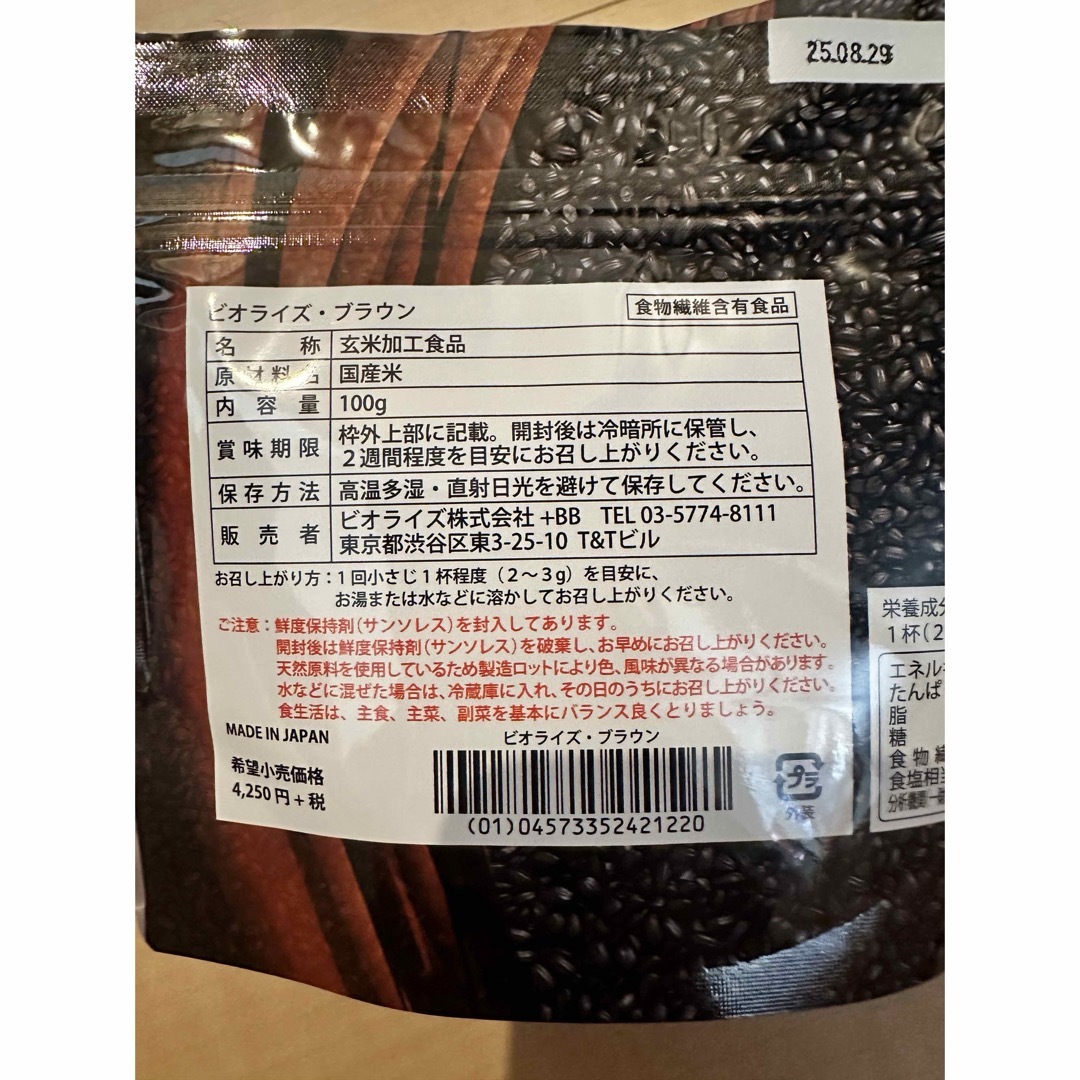 25.08.29
ビオライズ・ブラウン 食物繊維含有食品
名称 玄米加工食品
原材料名 国産米
内容量 100g
賞味期限 枠外上部に記載。開封後は冷暗所に保管し、
2週間程度を目安にお召し上がりください。
保存方法 高温多湿・直射日光を避けて保存してください。
販売者 ビオライズ株式会社 +BB TEL 03-5774-8111
東京都渋谷区東3-25-10 T&Tビル
お召し上がり方：1回小さじ1杯程度（2〜3g）を目安に、
お湯または水などに溶かしてお召し上がりください。
ご注意：鮮度保持剤（サンソレス）を封入してあります。
開封後は鮮度保持剤（サンソレス）を破棄し、お早めにお召し上がりください。
天然原料を使用しているため製造ロットにより色、風味が異なる場合があります。
水などに混ぜた場合は、冷蔵庫に入れ、その日のうちにお召し上がりください。
食生活は、主食、主菜、副菜を基本にバランス良くとりましょう。
MADE IN JAPAN
希望小売価格
4,250円+税
ビオライズ・ブラウン
(01)04573352421220
プラ
外装
栄養成分
1杯(2
エネルギ
たんぱ
脂
糖
食物繊
食塩相当